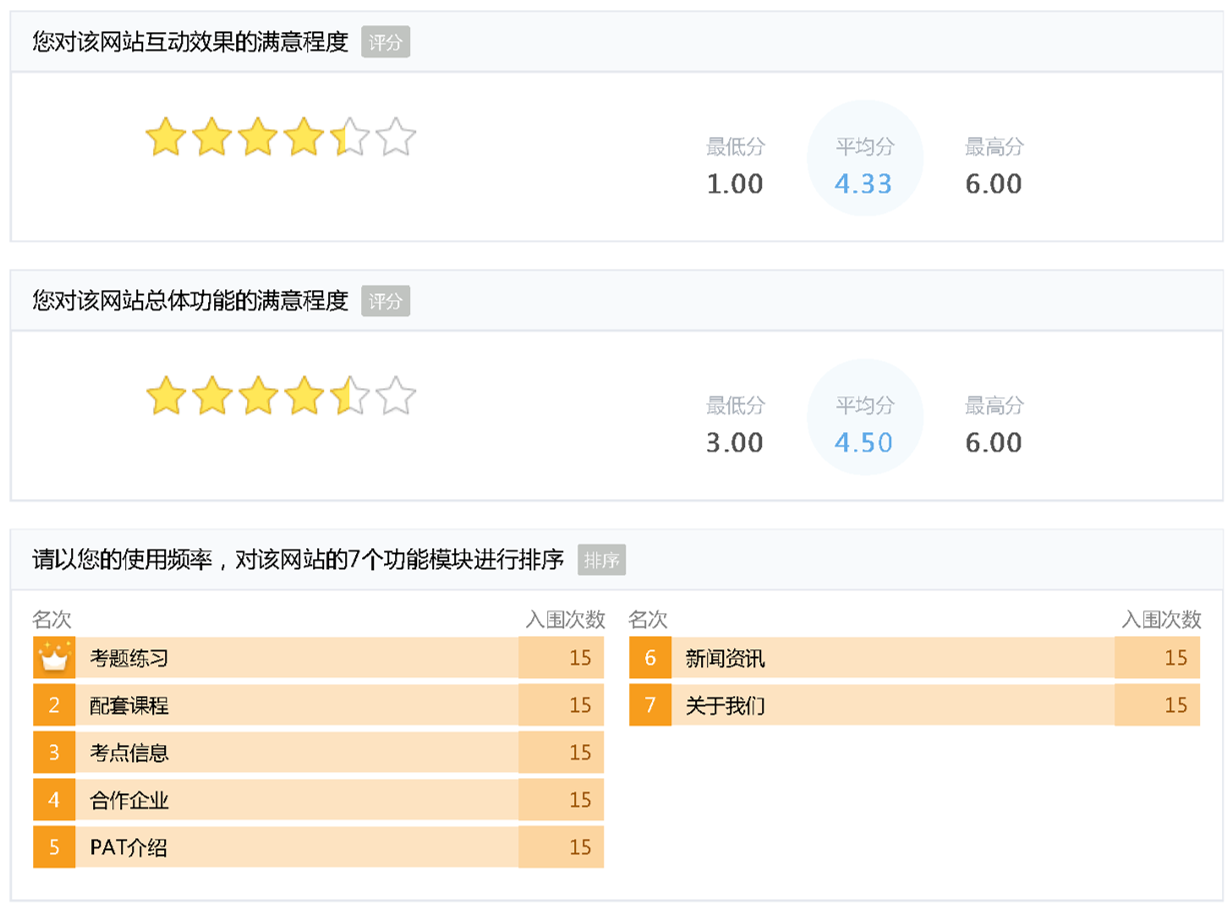 您对该网站互动效果的满意程度 评分
最低分 平均分 最高分
1.00 4.33 6.00
您对该网站总体功能的满意程度 评分
最低分 平均分 最高分
3.00 4.50 6.00
请以您的使用频率，对该网站的7个功能模块进行排序 排序
名次 入围次数 名次 入围次数
考题练习 15 6 新闻资讯 15
2 配套课程 15 7 关于我们 15
3 考点信息 15
4 合作企业 15
5 PAT介绍 15